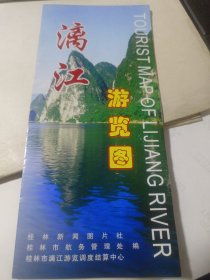 漓江
游览图
TOURIST MAP OF LIJIANG RIVER
桂林新闻图片社
桂林市航务管理处编
桂林市漓江游览调度结算中心